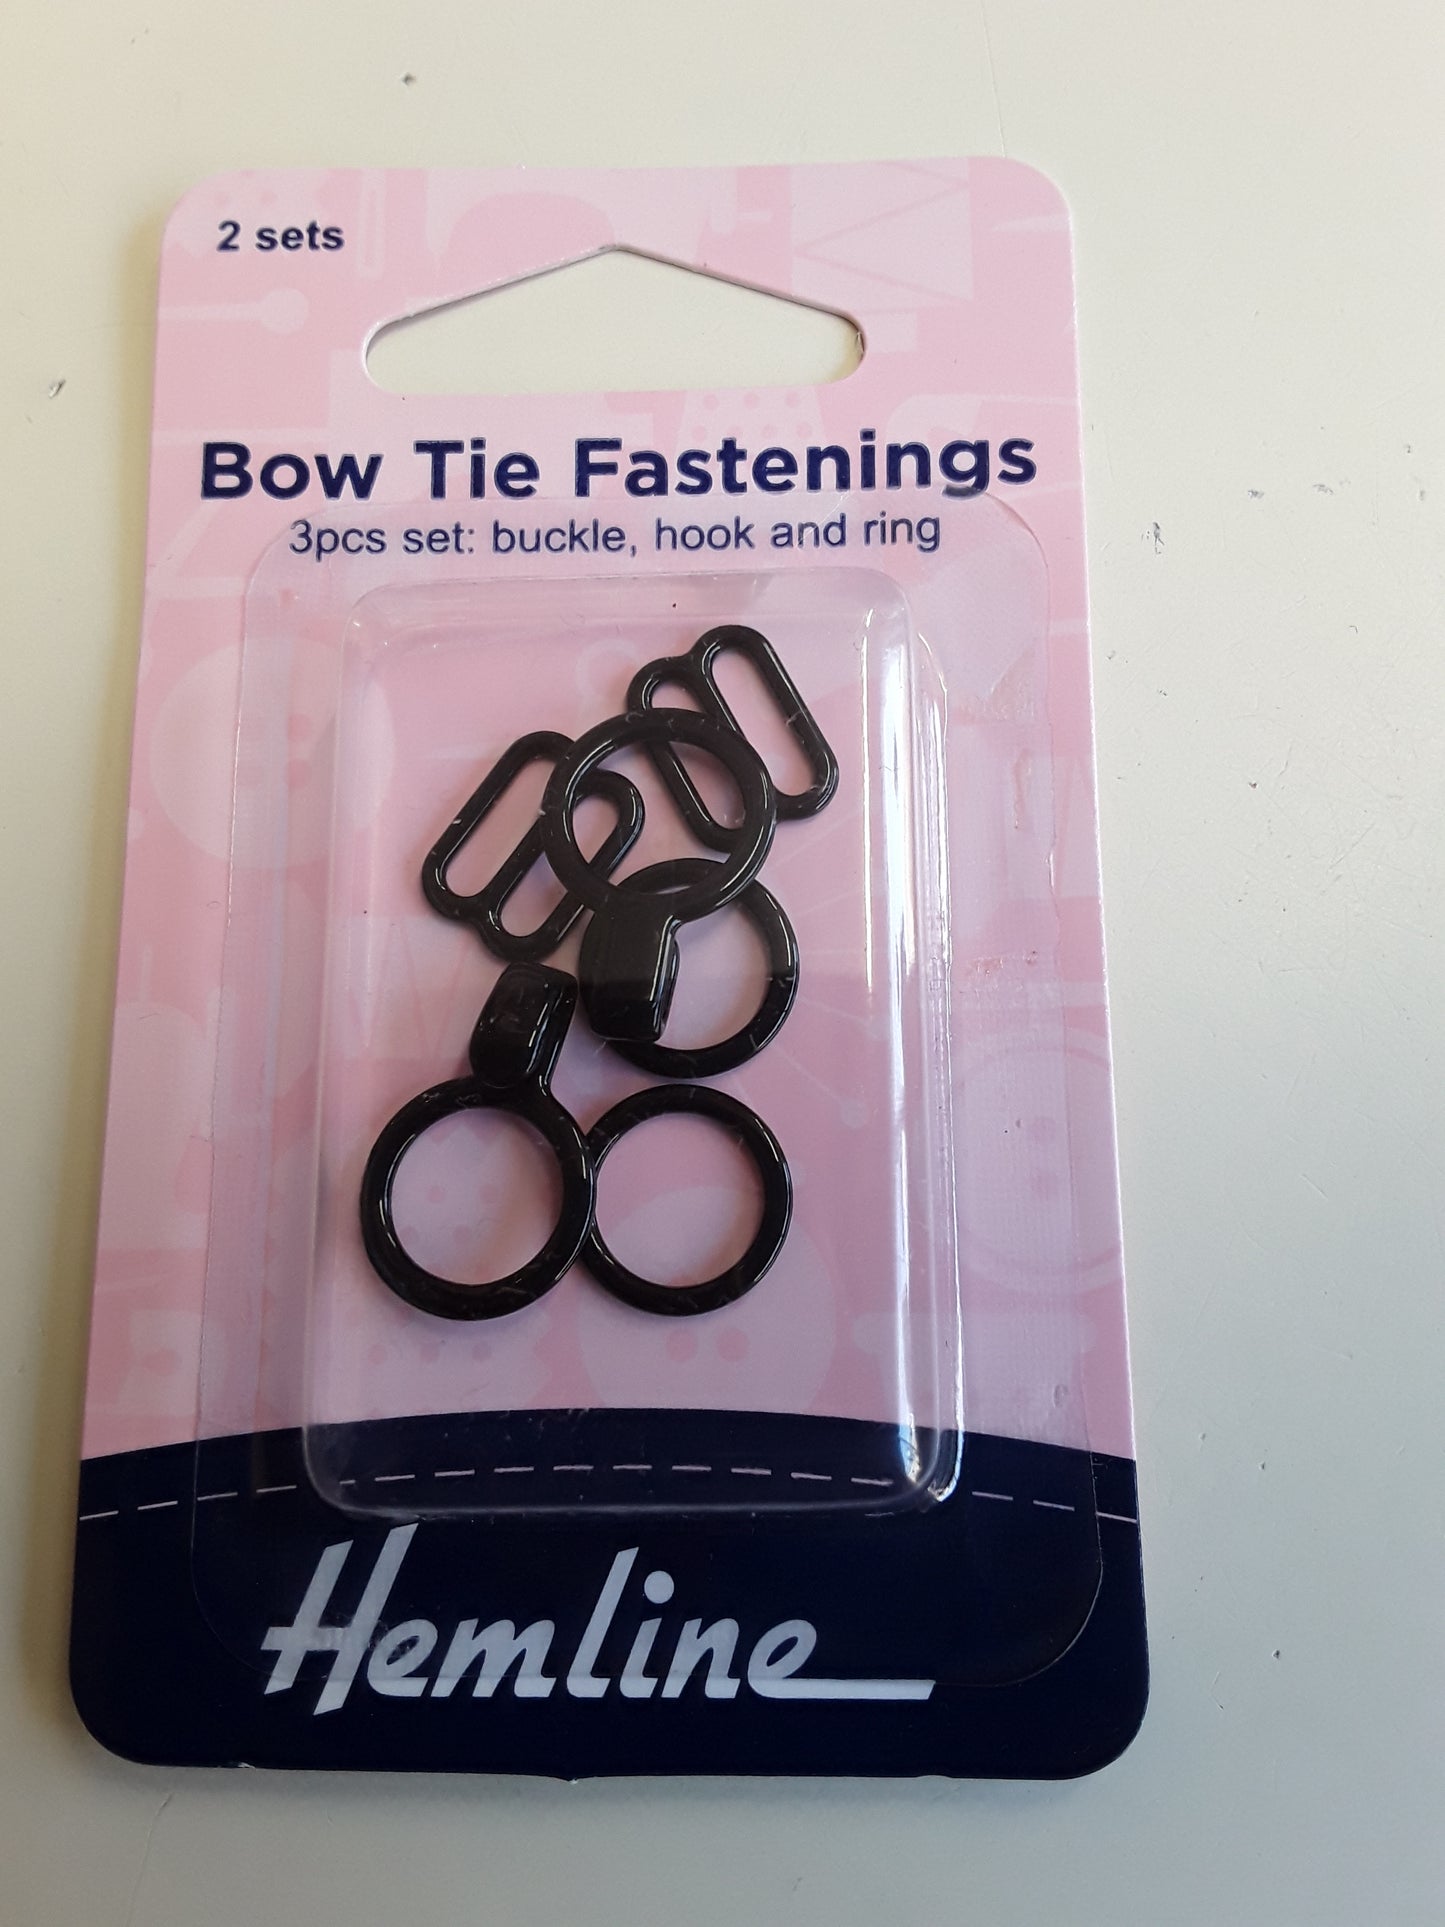 2 sets
Bow Tie Fastenings
3pcs set: buckle, hook and ring
Hemline